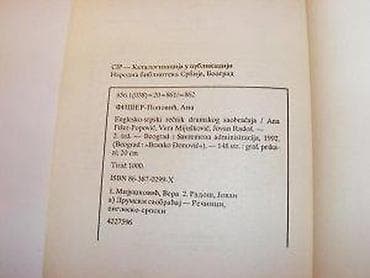 CIP — Каталогизација у публикацији
Народна библиотека Србије, Београд
656.1(038)=20=861/=862
ФИШЕР-Поповић, Ана
Englesko-srpski rečnik drumskog saobraćaja / Ana
Fišer-Popović, Vera Mijušković, Jovan Radoš. —
2. izd. — Beograd : Savremena administracija, 1992.
(Beograd : »Branko Đonović«). — 148 str. : graf. prikazi, 20 cm.
Tiraž 1000.
ISBN 86-387-0299-X
1. Мијушковић, Вера 2. Радош, Јован
а) Друмски саобраћај — Речници,
енглеско-српски
4227596